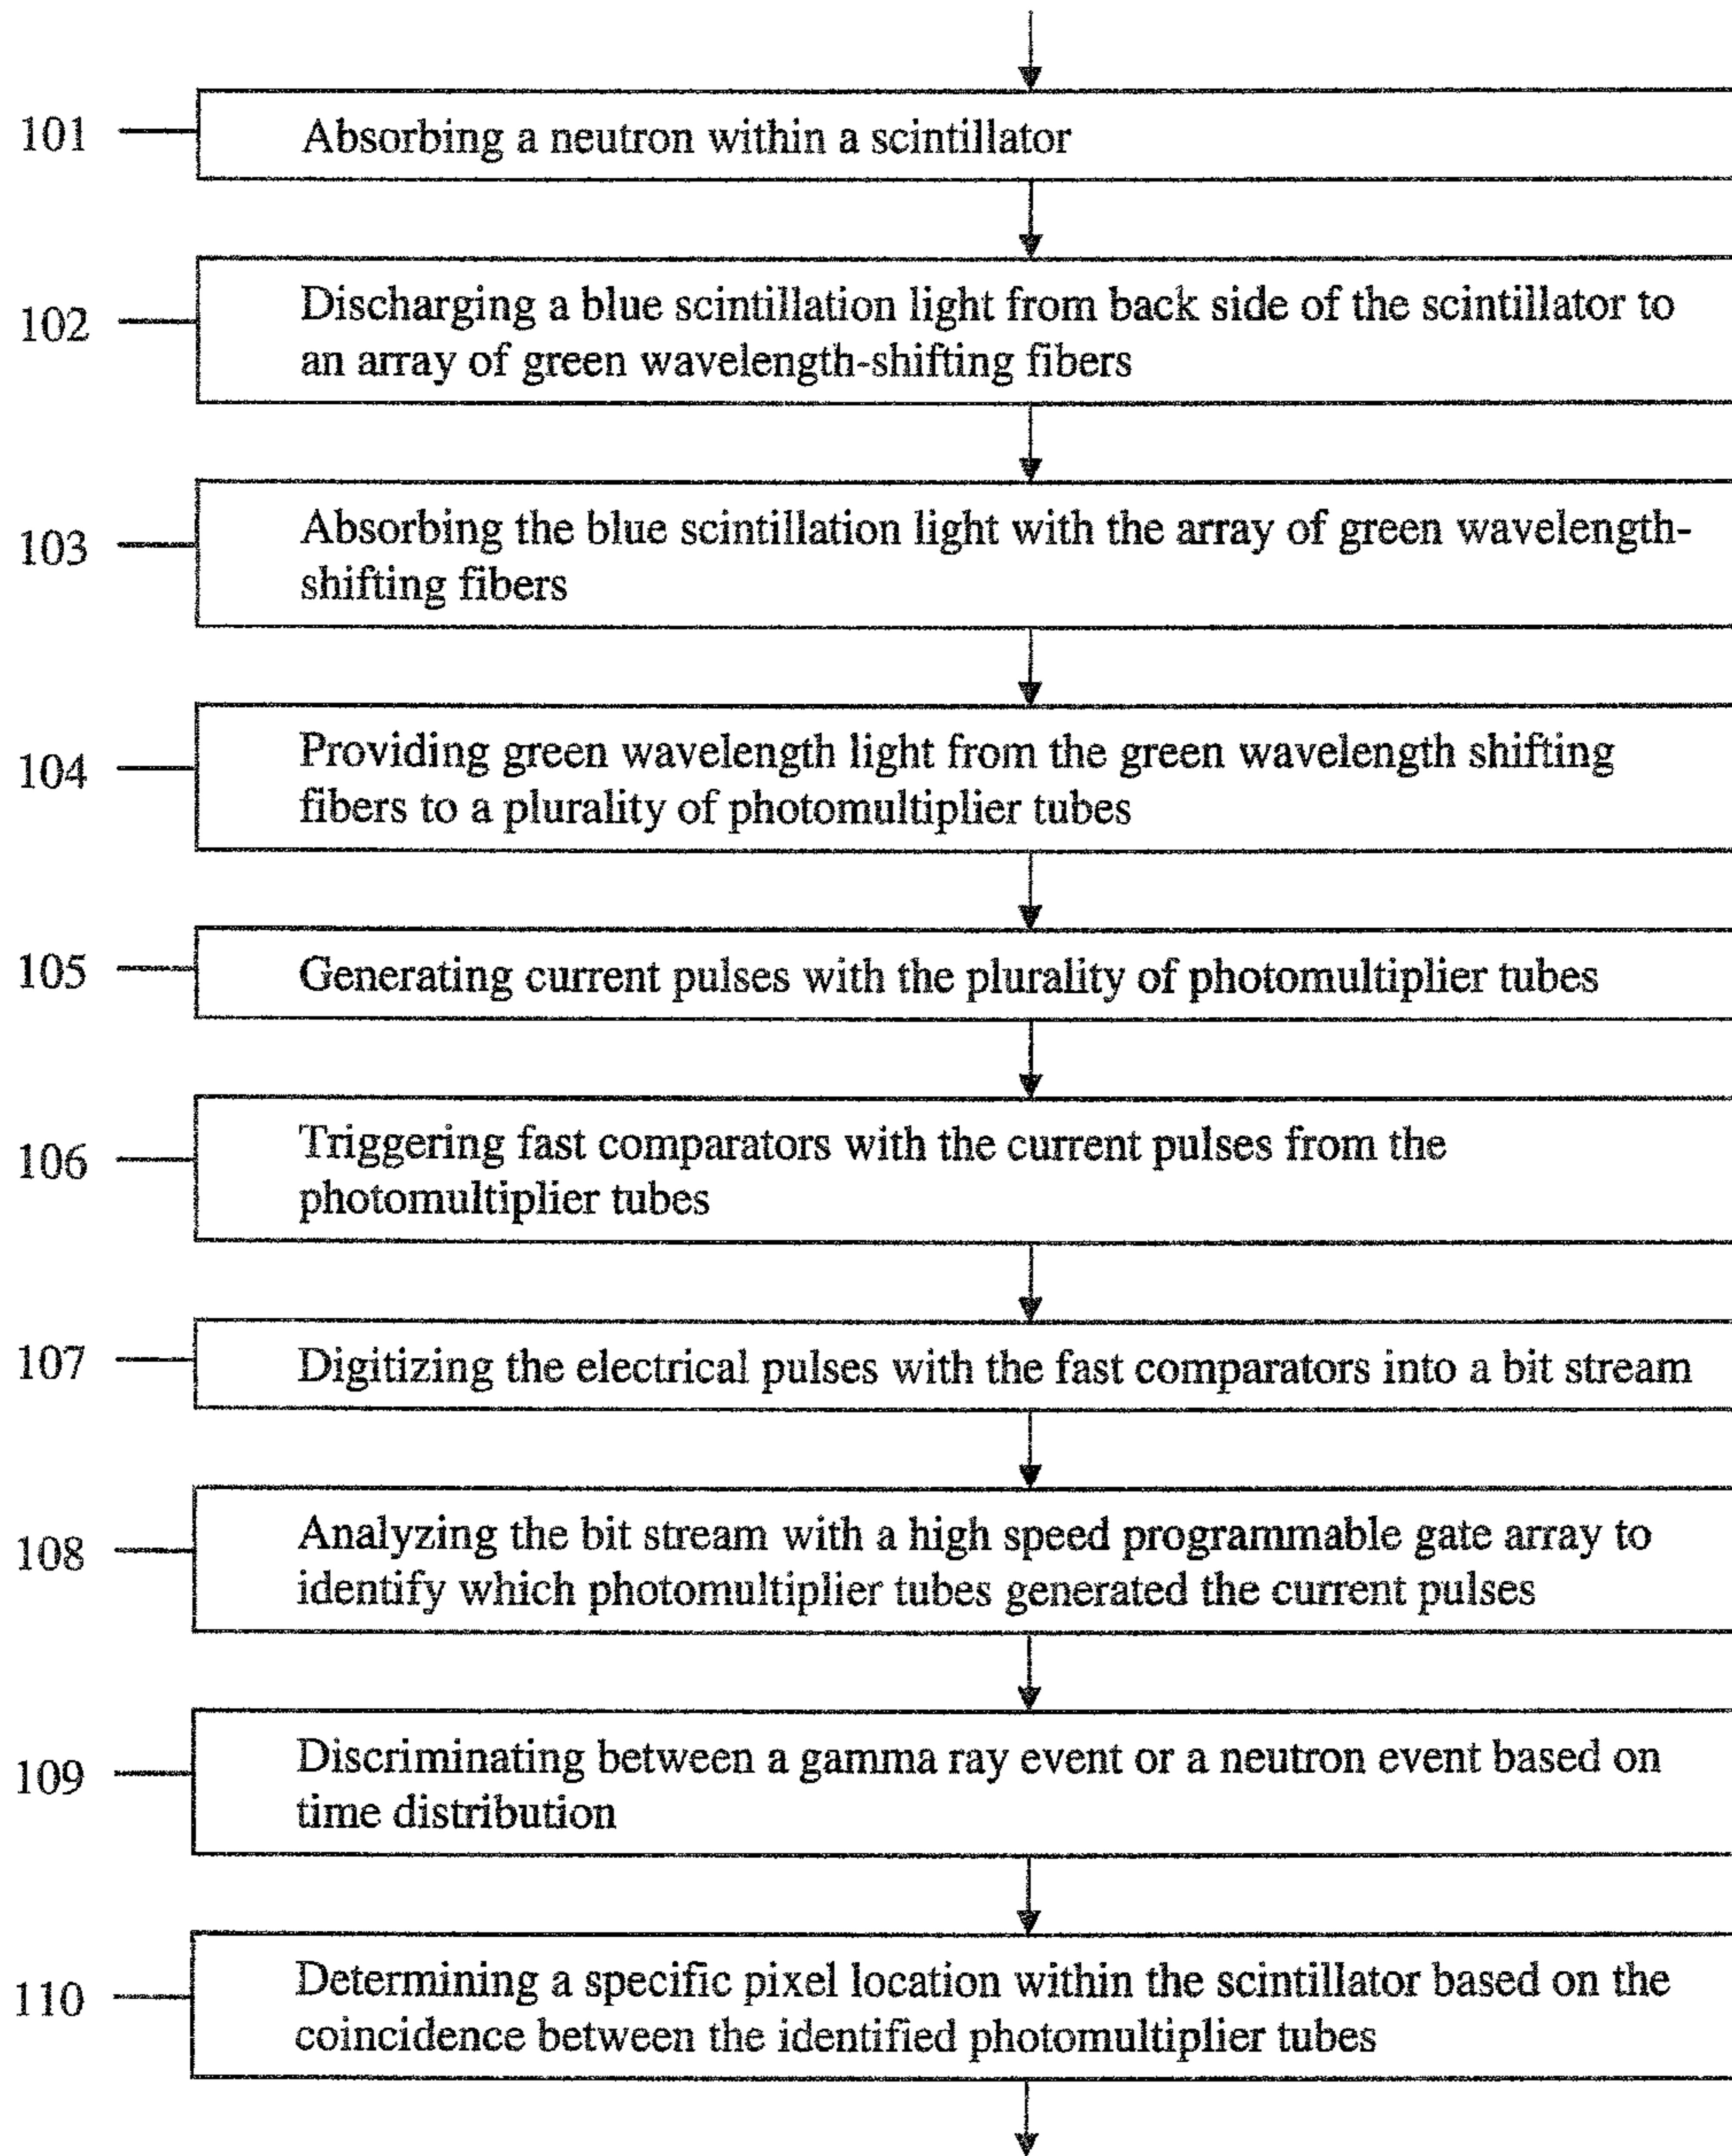 101 Absorbing a neutron within a scintillator
102 Discharging a blue scintillation light from back side of the scintillator to
an array of green wavelength-shifting fibers
103 Absorbing the blue scintillation light with the array of green wavelength-
shifting fibers
104 Providing green wavelength light from the green wavelength shifting
fibers to a plurality of photomultiplier tubes
105 Generating current pulses with the plurality of photomultiplier tubes
106 Triggering fast comparators with the current pulses from the
photomultiplier tubes
107 Digitizing the electrical pulses with the fast comparators into a bit stream
108 Analyzing the bit stream with a high speed programmable gate array to
identify which photomultiplier tubes generated the current pulses
109 Discriminating between a gamma ray event or a neutron event based on
time distribution
110 Determining a specific pixel location within the scintillator based on the
coincidence between the identified photomultiplier tubes